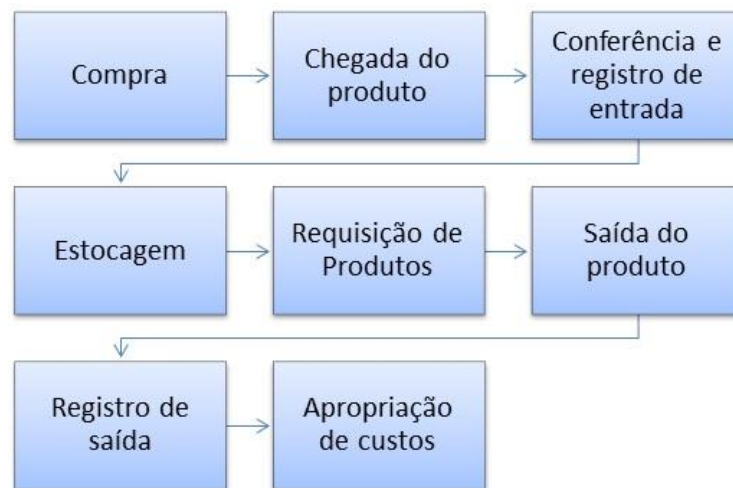 Compra
Chegada do
produto
Conferência e
registro de
entrada
Estocagem
Requisição de
Produtos
Saída do
produto
Registro de
saída
Apropriação
de custos